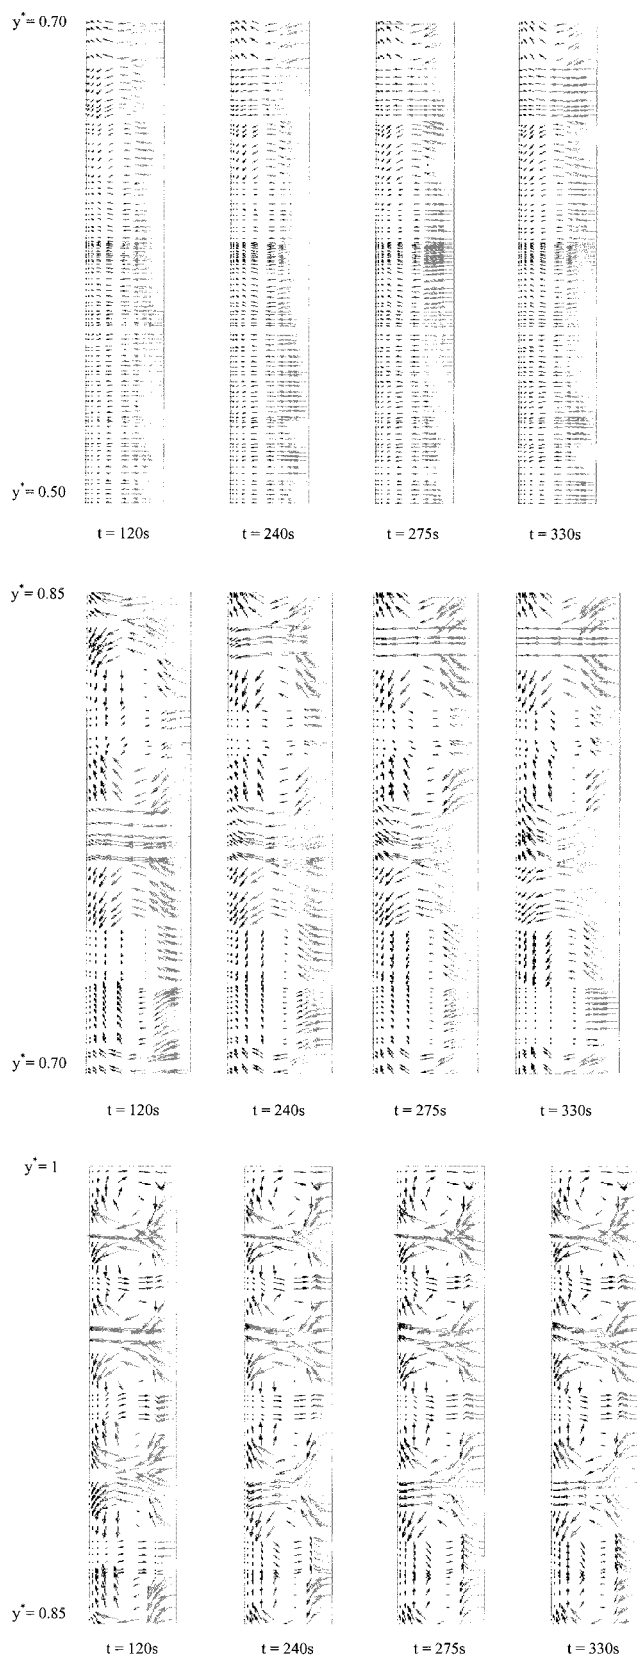 y*= 0.70
y*= 0.50
t = 120s t = 240s t = 275s t = 330s
y*= 0.85
y*= 0.70
t = 120s t = 240s t = 275s t = 330s
y*= 1
y*= 0.85
t = 120s t = 240s t = 275s t = 330s